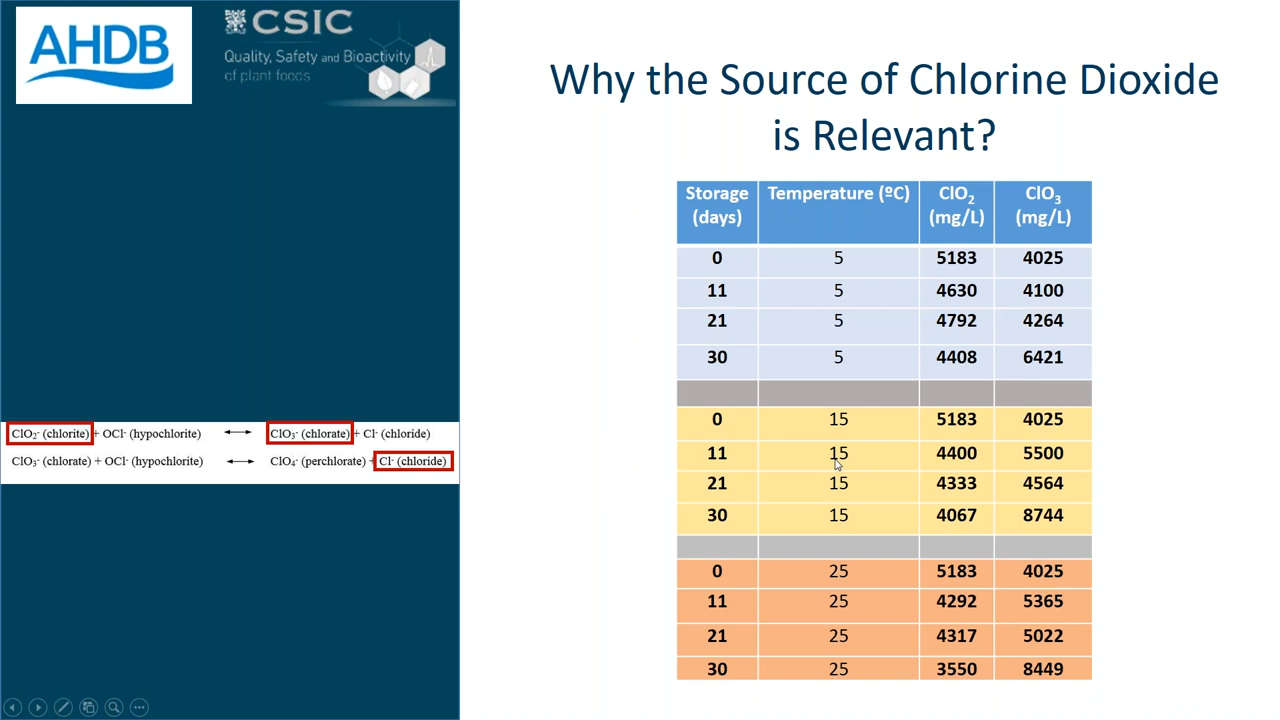 AHDB
CSIC
Quality, Safety and Bioactivity
of plant foods
Why the Source of Chlorine Dioxide
is Relevant?
Storage (days) Temperature (ºC) ClO2 (mg/L) ClO3 (mg/L)
0 5 5183 4025
11 5 4630 4100
21 5 4792 4264
30 5 4408 6421
0 15 5183 4025
11 15 4400 5500
21 15 4333 4564
30 15 4067 8744
0 25 5183 4025
11 25 4292 5365
21 25 4317 5022
30 25 3550 8449
ClO2- (chlorite) + OCl- (hypochlorite) ↔ ClO3- (chlorate) + Cl- (chloride)
ClO3- (chlorate) + OCl- (hypochlorite) ↔ ClO4- (perchlorate) + Cl- (chloride)